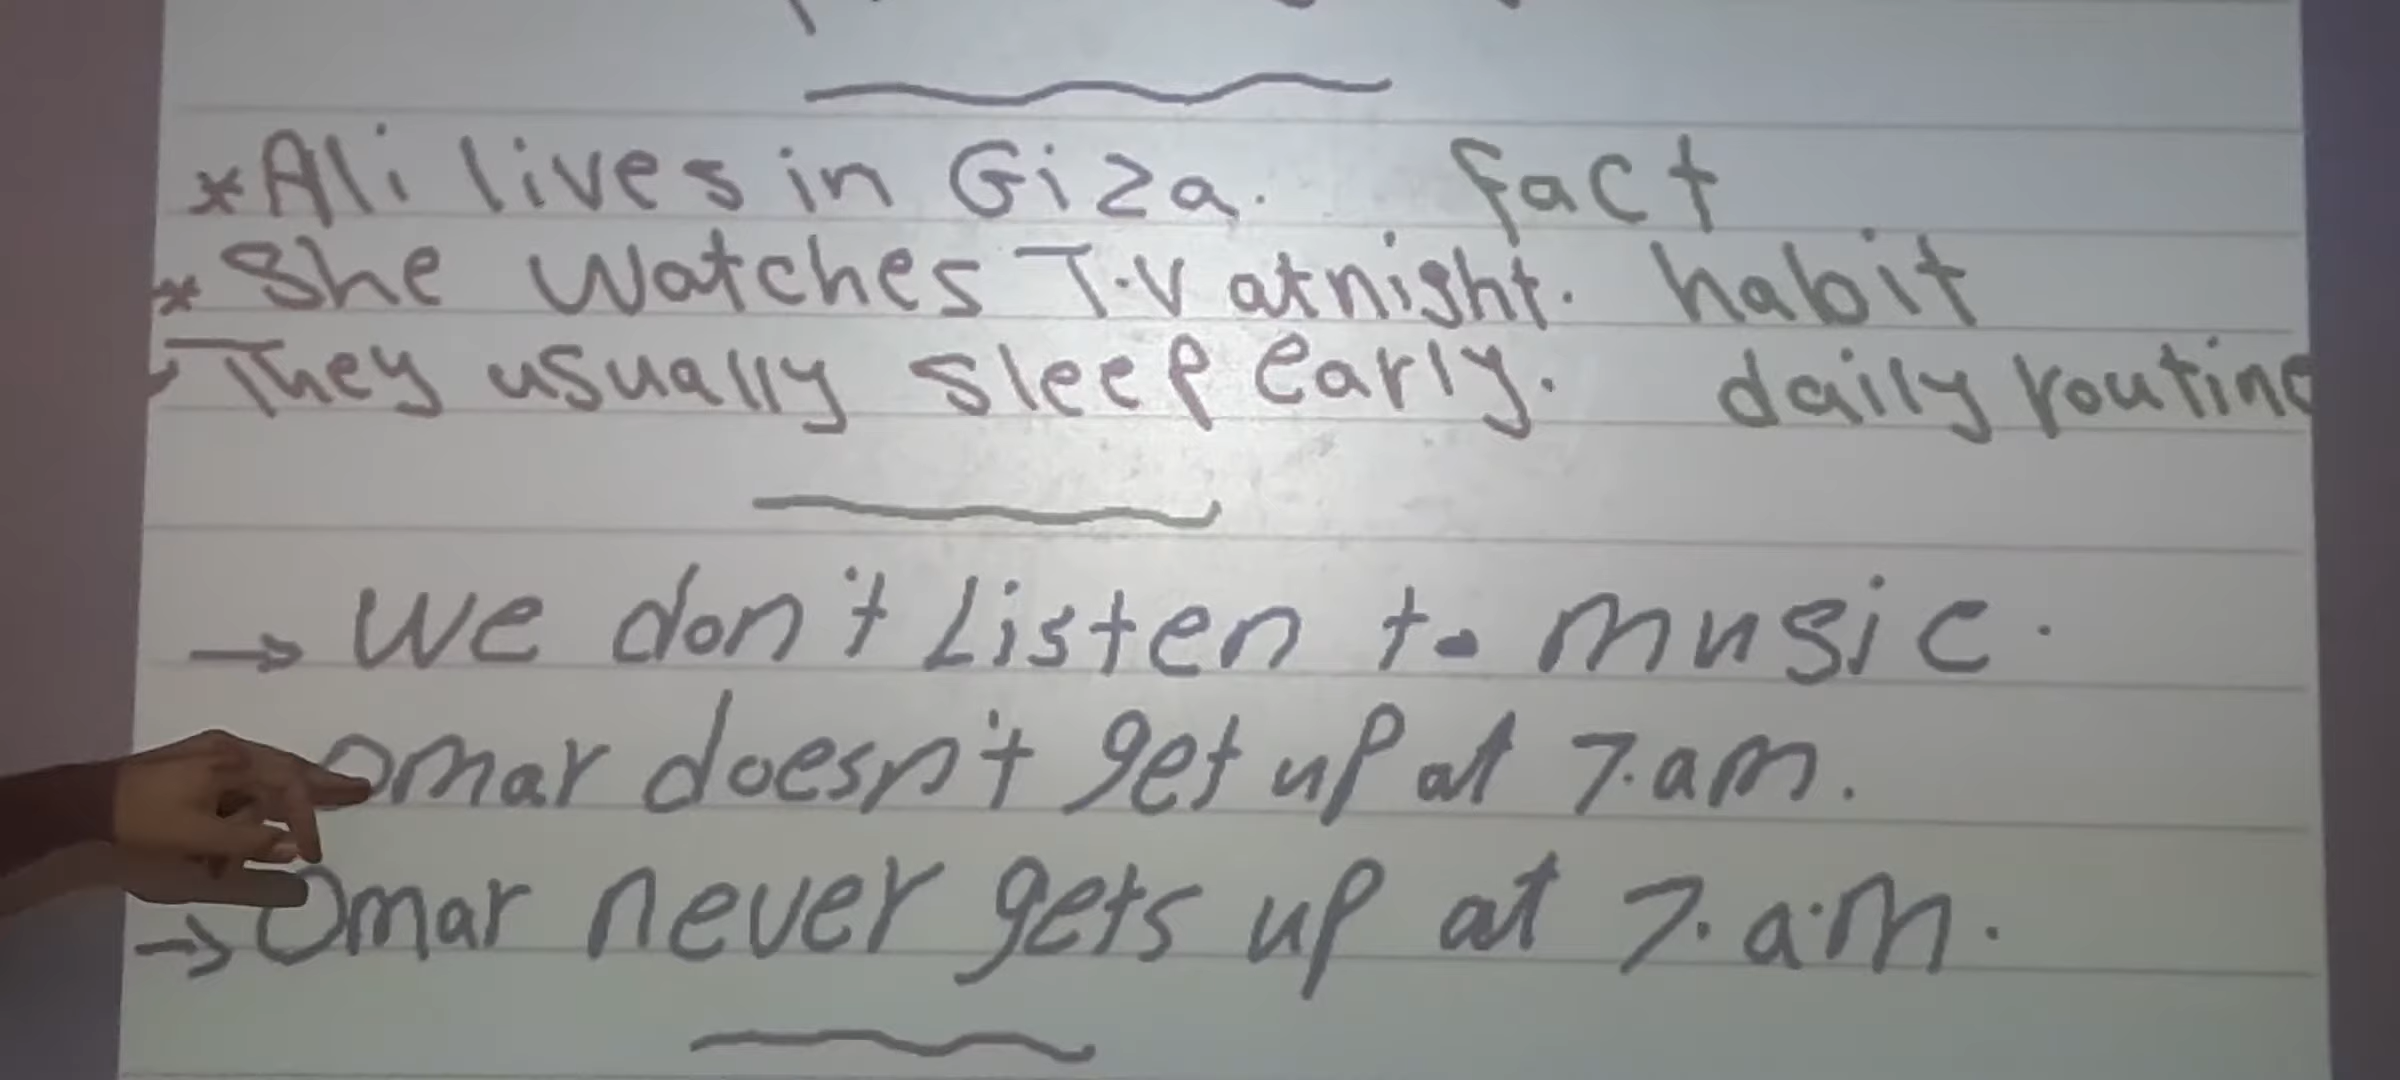 *Ali lives in Giza. fact
*She watches T.V at night. habit
They usually sleep early. daily routine
→ We don't Listen to music.
Omar doesn't get up at 7.am.
→ Omar never gets up at 7.a.m.